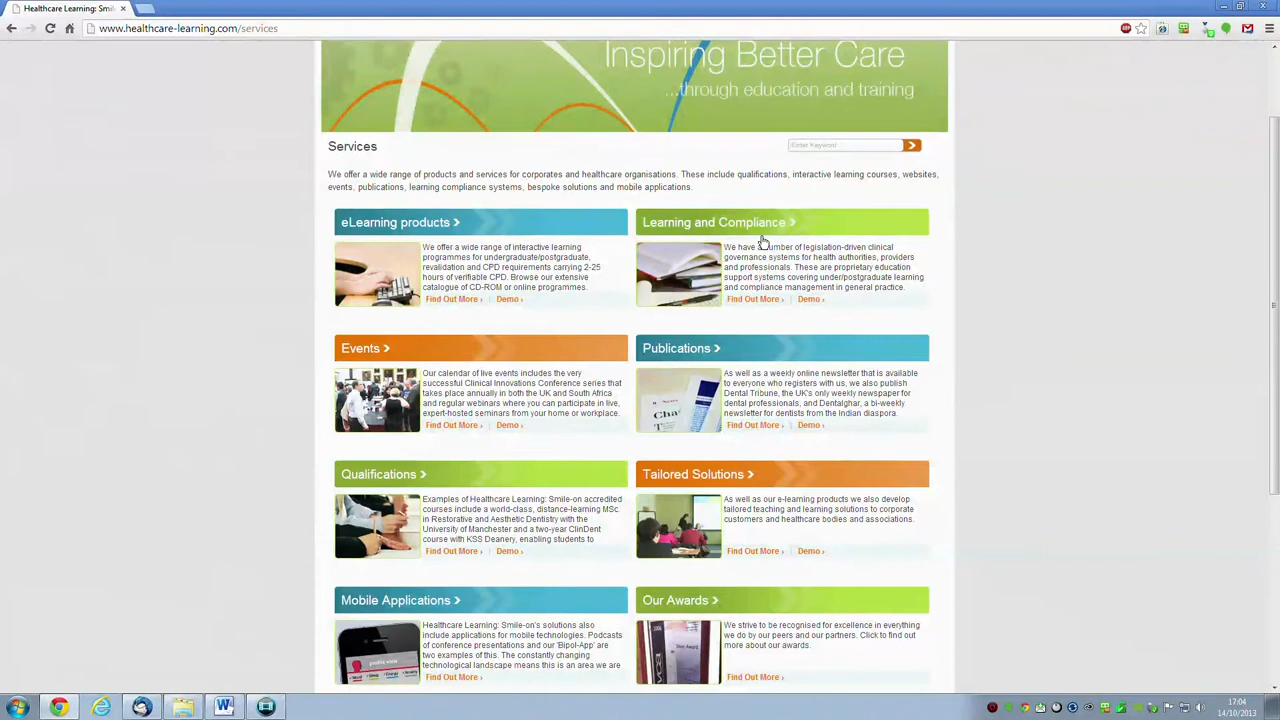 Healthcare Learning: Smil
www.healthcare-learning.com/services
Inspiring Better Care
...through education and training
Services
Enter Keyword
We offer a wide range of products and services for corporates and healthcare organisations. These include qualifications, interactive learning courses, websites,
events, publications, learning compliance systems, bespoke solutions and mobile applications.
eLearning products
We offer a wide range of interactive learning
programmes for undergraduate/postgraduate,
revalidation and CPD requirements carrying 2-25
hours of verifiable CPD. Browse our extensive
catalogue of CD-ROM or online programmes.
Find Out More › | Demo ›
Learning and Compliance
We have a number of legislation-driven clinical
governance systems for health authorities, providers
and professionals. These are proprietary education
support systems covering under/postgraduate learning
and compliance management in general practice.
Find Out More › | Demo ›
Events
Our calendar of live events includes the very
successful Clinical Innovations Conference series that
takes place annually in both the UK and South Africa
and regular webinars where you can participate in live,
expert-hosted seminars from your home or workplace.
Find Out More › | Demo ›
Publications
As well as a weekly online newsletter that is available
to everyone who registers with us, we also publish
Dental Tribune, the UK's only weekly newspaper for
dental professionals, and Dentalghar, a bi-weekly
newsletter for dentists from the Indian diaspora.
Find Out More › | Demo ›
Qualifications
Examples of Healthcare Learning: Smile-on accredited
courses include a world-class, distance-learning MSc.
in Restorative and Aesthetic Dentistry with the
University of Manchester and a two-year ClinDent
course with KSS Deanery, enabling students to
Find Out More › | Demo ›
Tailored Solutions
As well as our e-learning products we also develop
tailored teaching and learning solutions to corporate
customers and healthcare bodies and associations.
Find Out More › | Demo ›
Mobile Applications
Healthcare Learning: Smile-on's solutions also
include applications for mobile technologies. Podcasts
of conference presentations and our 'Bipol-App' are
two examples of this. The constantly changing
technological landscape means this is an area we are
Find Out More ›
Our Awards
We strive to be recognised for excellence in everything
we do by our peers and our partners. Click to find out
more about our awards.
Find Out More ›
17:04
14/10/2013